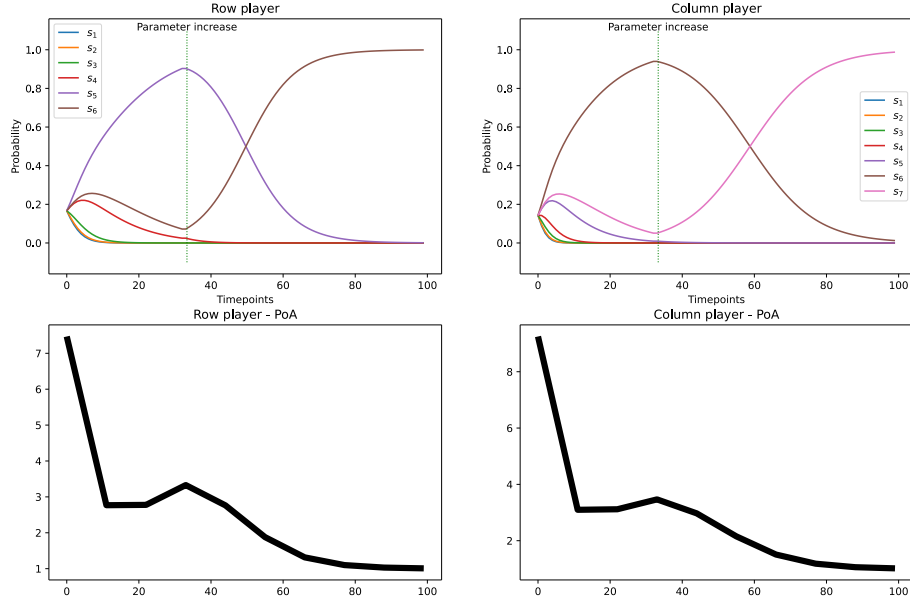 Row player
Parameter increase
1.0
0.8
0.6
0.4
0.2
0.0
Probability
s1
s2
s3
s4
s5
s6
0 20 40 60 80 100
Timepoints
Column player
Parameter increase
1.0
0.8
0.6
0.4
0.2
0.0
Probability
s1
s2
s3
s4
s5
s6
s7
0 20 40 60 80 100
Timepoints
Row player - PoA
7
6
5
4
3
2
1
0 20 40 60 80 100
Column player - PoA
8
6
4
2
0 20 40 60 80 100